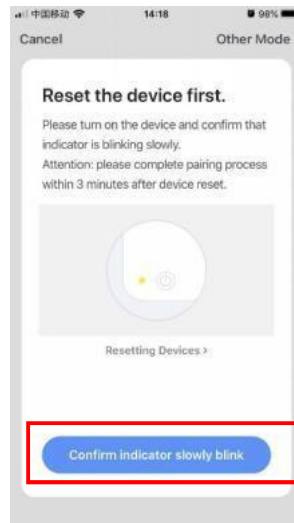 中国移动 14:18 98%
Cancel Other Mode
Reset the device first.
Please turn on the device and confirm that
indicator is blinking slowly.
Attention: please complete pairing process
within 3 minutes after device reset.
Resetting Devices >
Confirm indicator slowly blink